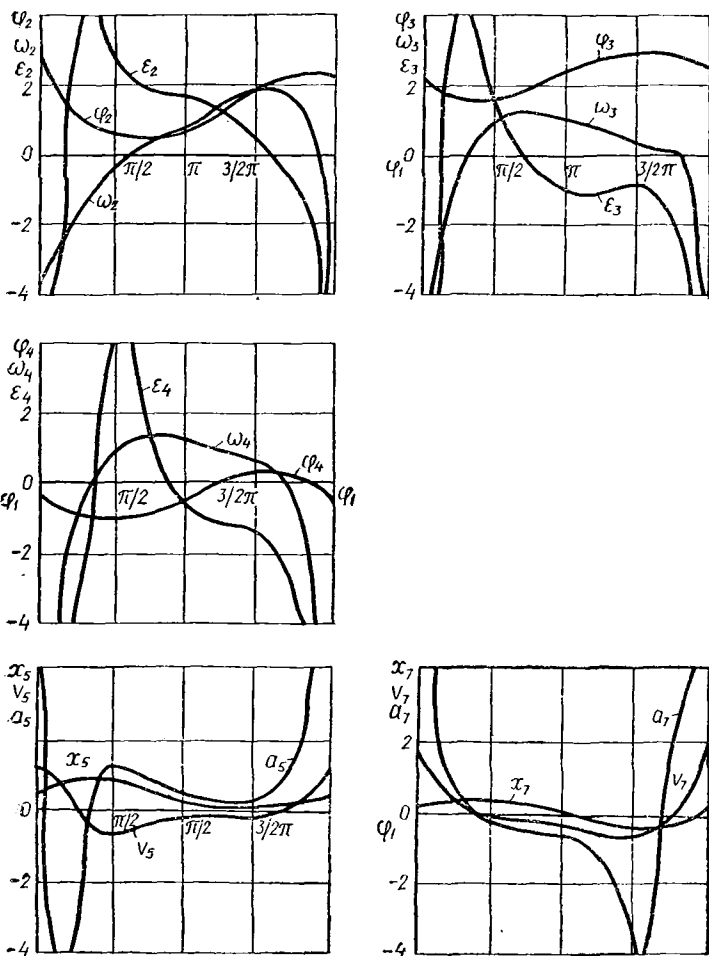 φ₂
ω₂
ε₂
2
0
-2
-4
ε₂
φ₂
ω₂
π/2
π
3/2π
φ₃
ω₃
ε₃
2
0
φ₁
-2
-4
φ₃
ω₃
ε₃
π/2
π
3/2π
φ₄
ω₄
ε₄
2
0
φ₁
-2
-4
ε₄
ω₄
φ₄
π/2
3/2π
φ₁
x₅
v₅
a₅
2
0
-2
-4
x₅
a₅
π/2
π/2
3/2π
v₅
x₇
v₇
a₇
2
0
φ₁
-2
-4
a₇
x₇
v₇